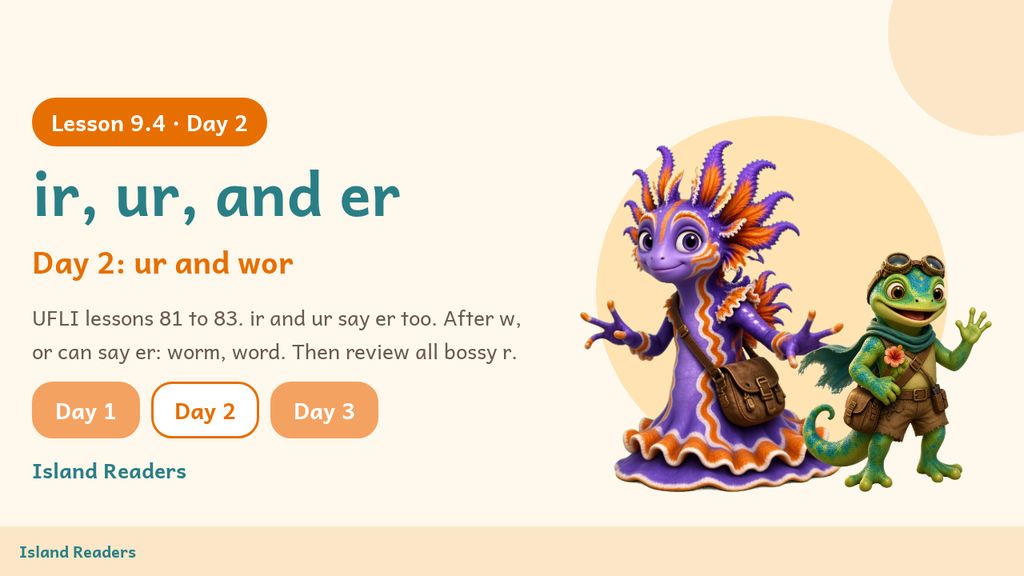 Lesson 9.4 · Day 2
ir, ur, and er
Day 2: ur and wor
UFLI lessons 81 to 83. ir and ur say er too. After w,
or can say er: worm, word. Then review all bossy r.
Day 1
Day 2
Day 3
Island Readers
Island Readers